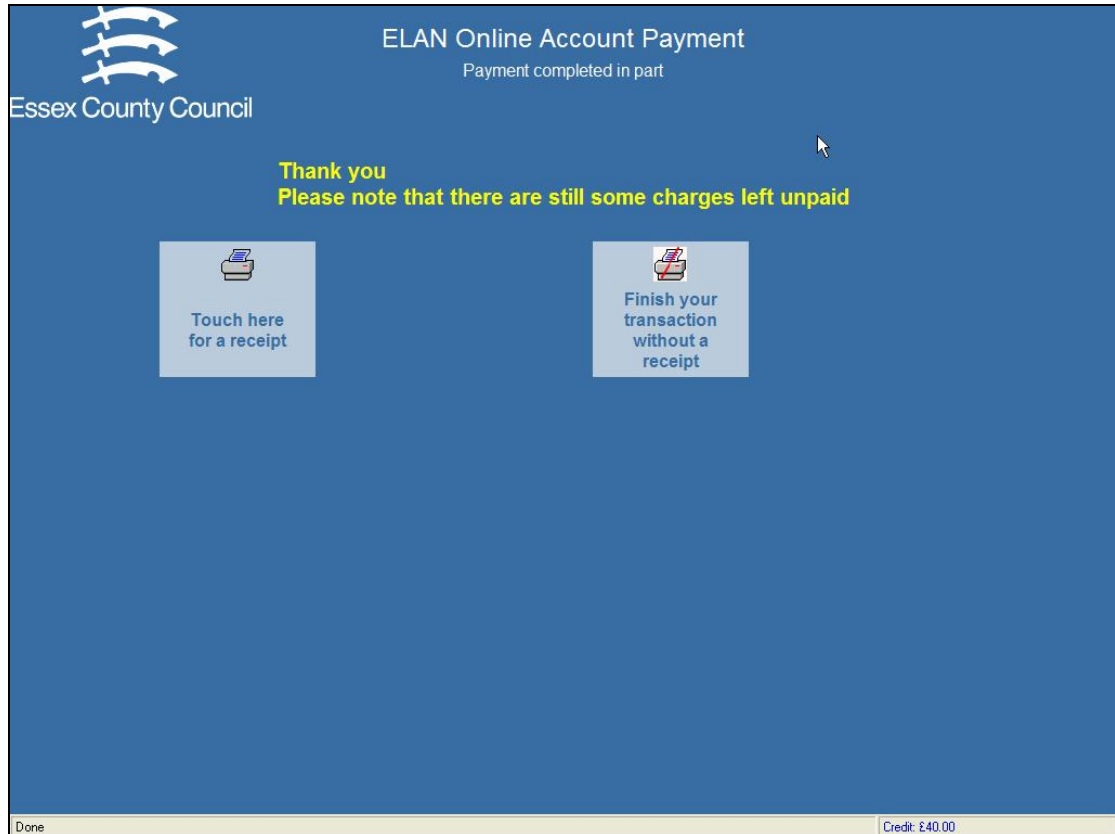 ELAN Online Account Payment
Payment completed in part
Essex County Council
Thank you
Please note that there are still some charges left unpaid
Touch here
for a receipt
Finish your
transaction
without a
receipt
Done
Credit: £40.00